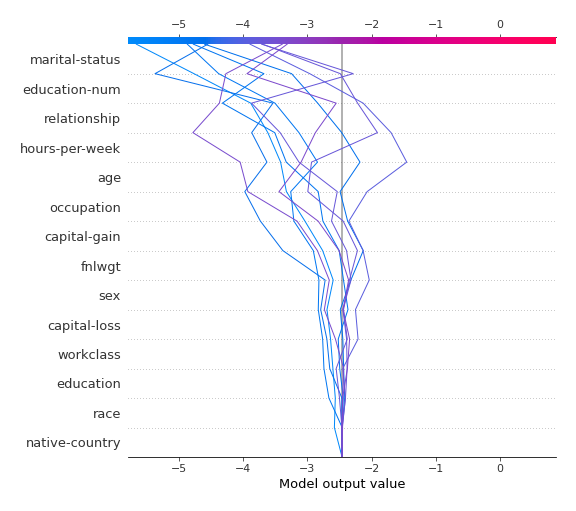 −5 −4 −3 −2 −1 0
marital-status
education-num
relationship
hours-per-week
age
occupation
capital-gain
fnlwgt
sex
capital-loss
workclass
education
race
native-country
−5 −4 −3 −2 −1 0
Model output value